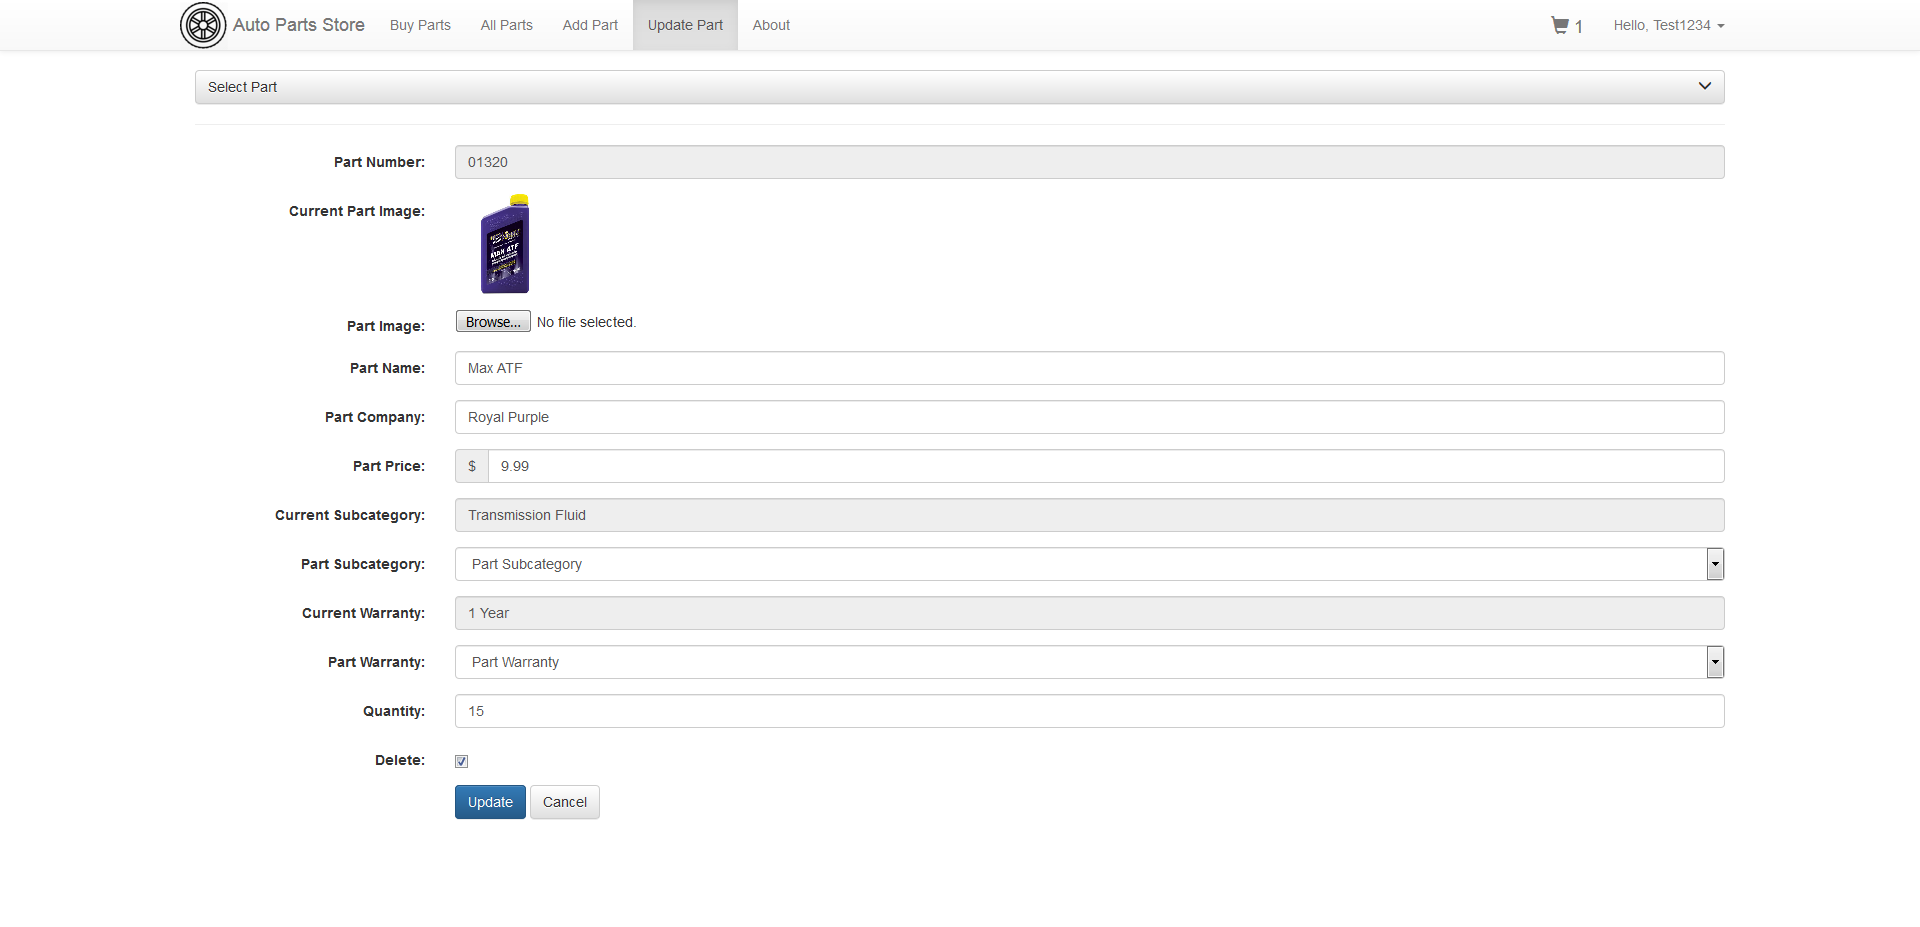 Auto Parts Store Buy Parts All Parts Add Part Update Part About 1 Hello, Test1234
Select Part
Part Number: 01320
Current Part Image:
MAX ATF
Part Image: Browse... No file selected.
Part Name: Max ATF
Part Company: Royal Purple
Part Price: $ 9.99
Current Subcategory: Transmission Fluid
Part Subcategory: Part Subcategory
Current Warranty: 1 Year
Part Warranty: Part Warranty
Quantity: 15
Delete:
Update Cancel